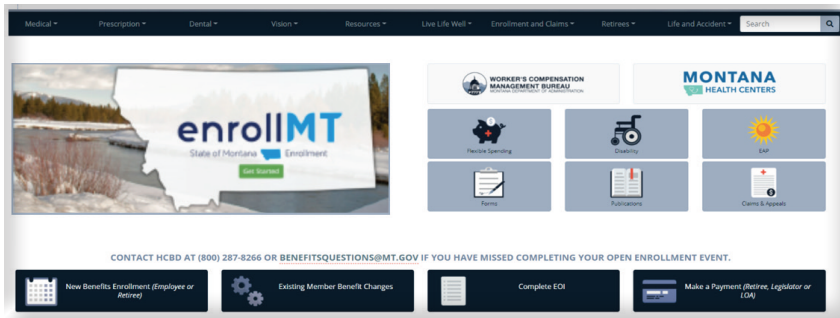 Medical Prescription Dental Vision Resources Live Life Well Enrollment and Claims Retirees Life and Accident Search
enrollMT
State of Montana Enrollment
Get Started
WORKER'S COMPENSATION
MANAGEMENT BUREAU
MONTANA DEPARTMENT OF ADMINISTRATION
MONTANA
HEALTH CENTERS
Flexible Spending
Disability
EAP
Forms
Publications
Claims & Appeals
CONTACT HCBD AT (800) 287-8266 OR BENEFITSQUESTIONS@MT.GOV IF YOU HAVE MISSED COMPLETING YOUR OPEN ENROLLMENT EVENT.
New Benefits Enrollment (Employee or
Retiree)
Existing Member Benefit Changes
Complete EOI
Make a Payment (Retiree, Legislator or
LOA)